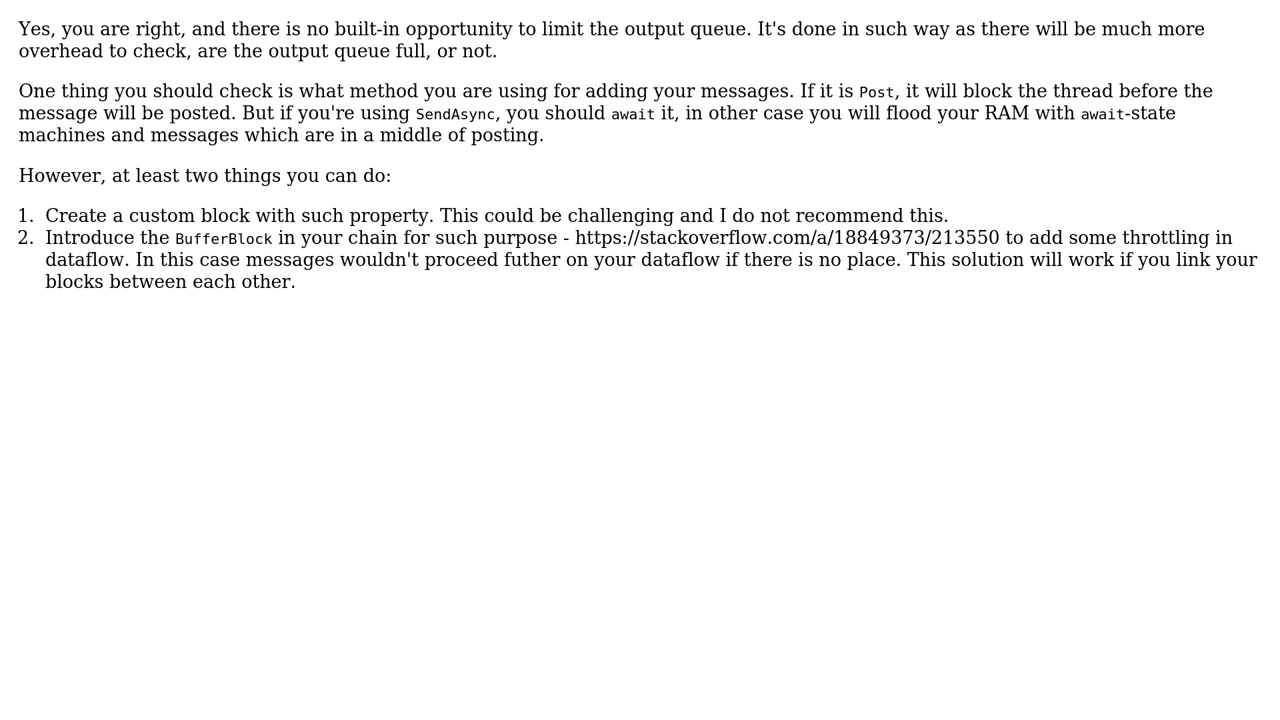 Yes, you are right, and there is no built-in opportunity to limit the output queue. It's done in such way as there will be much more
overhead to check, are the output queue full, or not.
One thing you should check is what method you are using for adding your messages. If it is Post, it will block the thread before the
message will be posted. But if you're using SendAsync, you should await it, in other case you will flood your RAM with await-state
machines and messages which are in a middle of posting.
However, at least two things you can do:
1. Create a custom block with such property. This could be challenging and I do not recommend this.
2. Introduce the BufferBlock in your chain for such purpose - https://stackoverflow.com/a/18849373/213550 to add some throttling in
dataflow. In this case messages wouldn't proceed futher on your dataflow if there is no place. This solution will work if you link your
blocks between each other.